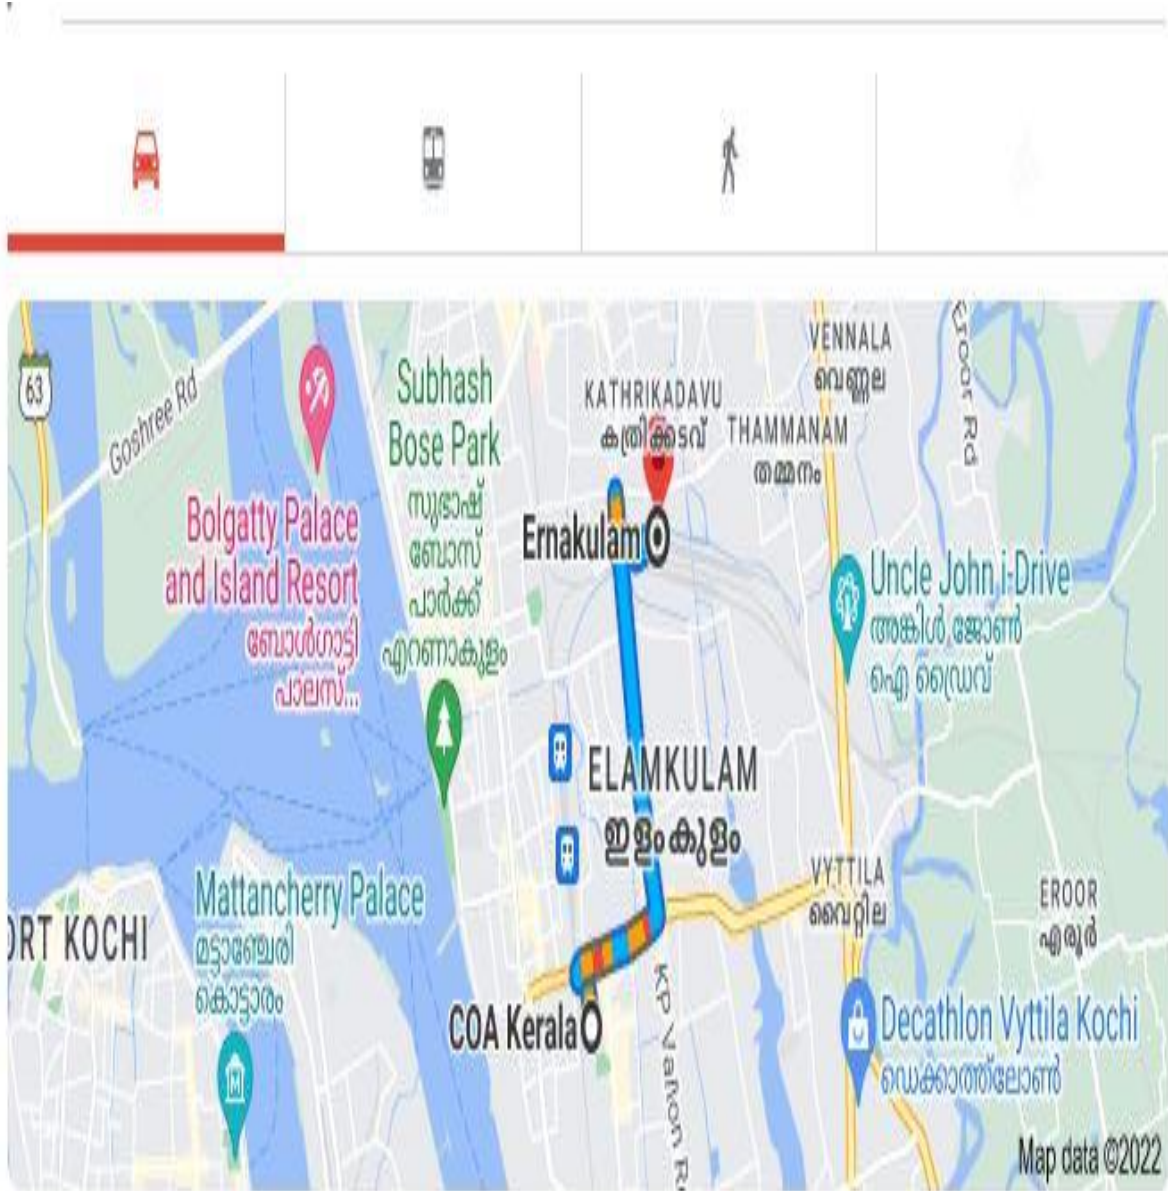 63
Goshree Rd
Bolgatty Palace
and Island Resort
ബോൾഗാട്ടി
പാലസ്...
Subhash
Bose Park
സുഭാഷ്
ബോസ്
പാർക്ക്
എറണാകുളം
KATHRIKADAVU
കത്രിക്കടവ്
VENNALA
വെണ്ണല
Eroor Rd
THAMMANAM
തമ്മനം
Ernakulam
Uncle John i-Drive
അങ്കിൾ ജോൺ
ഐ ഡ്രൈവ്
ELAMKULAM
ഇളംകുളം
Mattancherry Palace
മട്ടാഞ്ചേരി
കൊട്ടാരം
ORT KOCHI
VYTTILA
വൈറ്റില
EROOR
എരൂർ
COA Kerala
KP Vallon R
Decathlon Vyttila Kochi
ഡെക്കാത്ത്ലോൺ
Map data ©2022